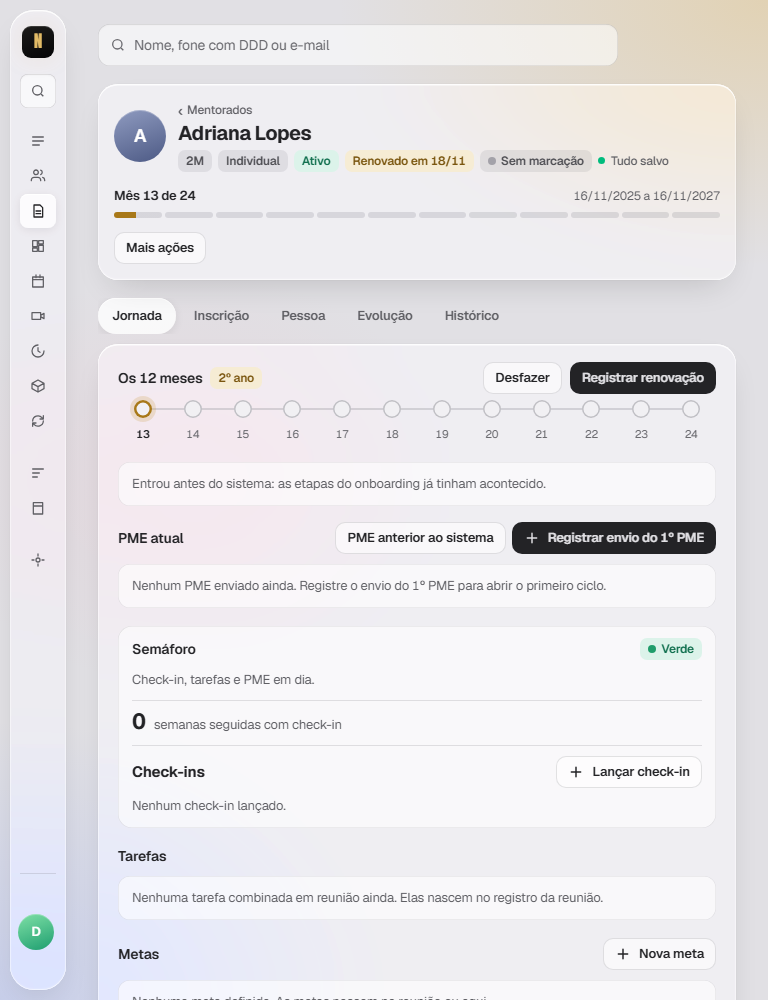 N
Nome, fone com DDD ou e-mail
‹ Mentorados
A
Adriana Lopes
2M Individual Ativo Renovado em 18/11 Sem marcação Tudo salvo
Mês 13 de 24 16/11/2025 a 16/11/2027
Mais ações
Jornada Inscrição Pessoa Evolução Histórico
Os 12 meses 2º ano Desfazer Registrar renovação
13 14 15 16 17 18 19 20 21 22 23 24
Entrou antes do sistema: as etapas do onboarding já tinham acontecido.
PME atual PME anterior ao sistema + Registrar envio do 1º PME
Nenhum PME enviado ainda. Registre o envio do 1º PME para abrir o primeiro ciclo.
Semáforo Verde
Check-in, tarefas e PME em dia.
0 semanas seguidas com check-in
Check-ins + Lançar check-in
Nenhum check-in lançado.
Tarefas
Nenhuma tarefa combinada em reunião ainda. Elas nascem no registro da reunião.
D
Metas + Nova meta